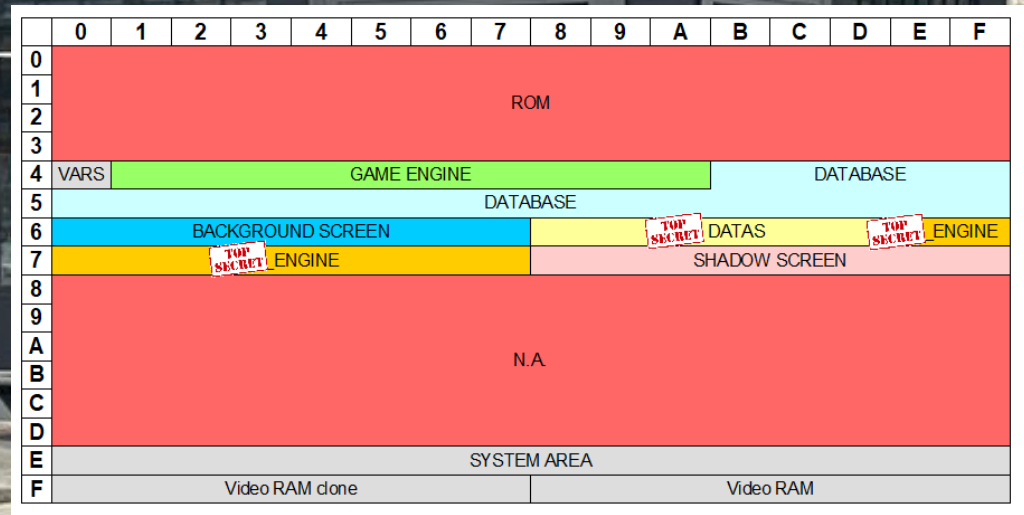 0 1 2 3 4 5 6 7 8 9 A B C D E F
0
1
ROM
2
3
4 VARS GAME ENGINE DATABASE
5 DATABASE
6 BACKGROUND SCREEN TOP SECRET DATAS TOP SECRET _ENGINE
7 TOP SECRET _ENGINE SHADOW SCREEN
8
9
A
N.A.
B
C
D
E SYSTEM AREA
F Video RAM clone Video RAM